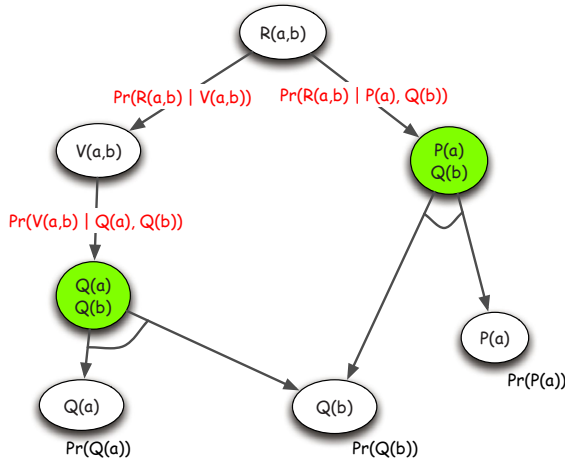 R(a,b)
Pr(R(a,b) | V(a,b))
Pr(R(a,b) | P(a), Q(b))
V(a,b)
P(a)
Q(b)
Pr(V(a,b) | Q(a), Q(b))
Q(a)
Q(b)
P(a)
Pr(P(a))
Q(a)
Q(b)
Pr(Q(a))
Pr(Q(b))